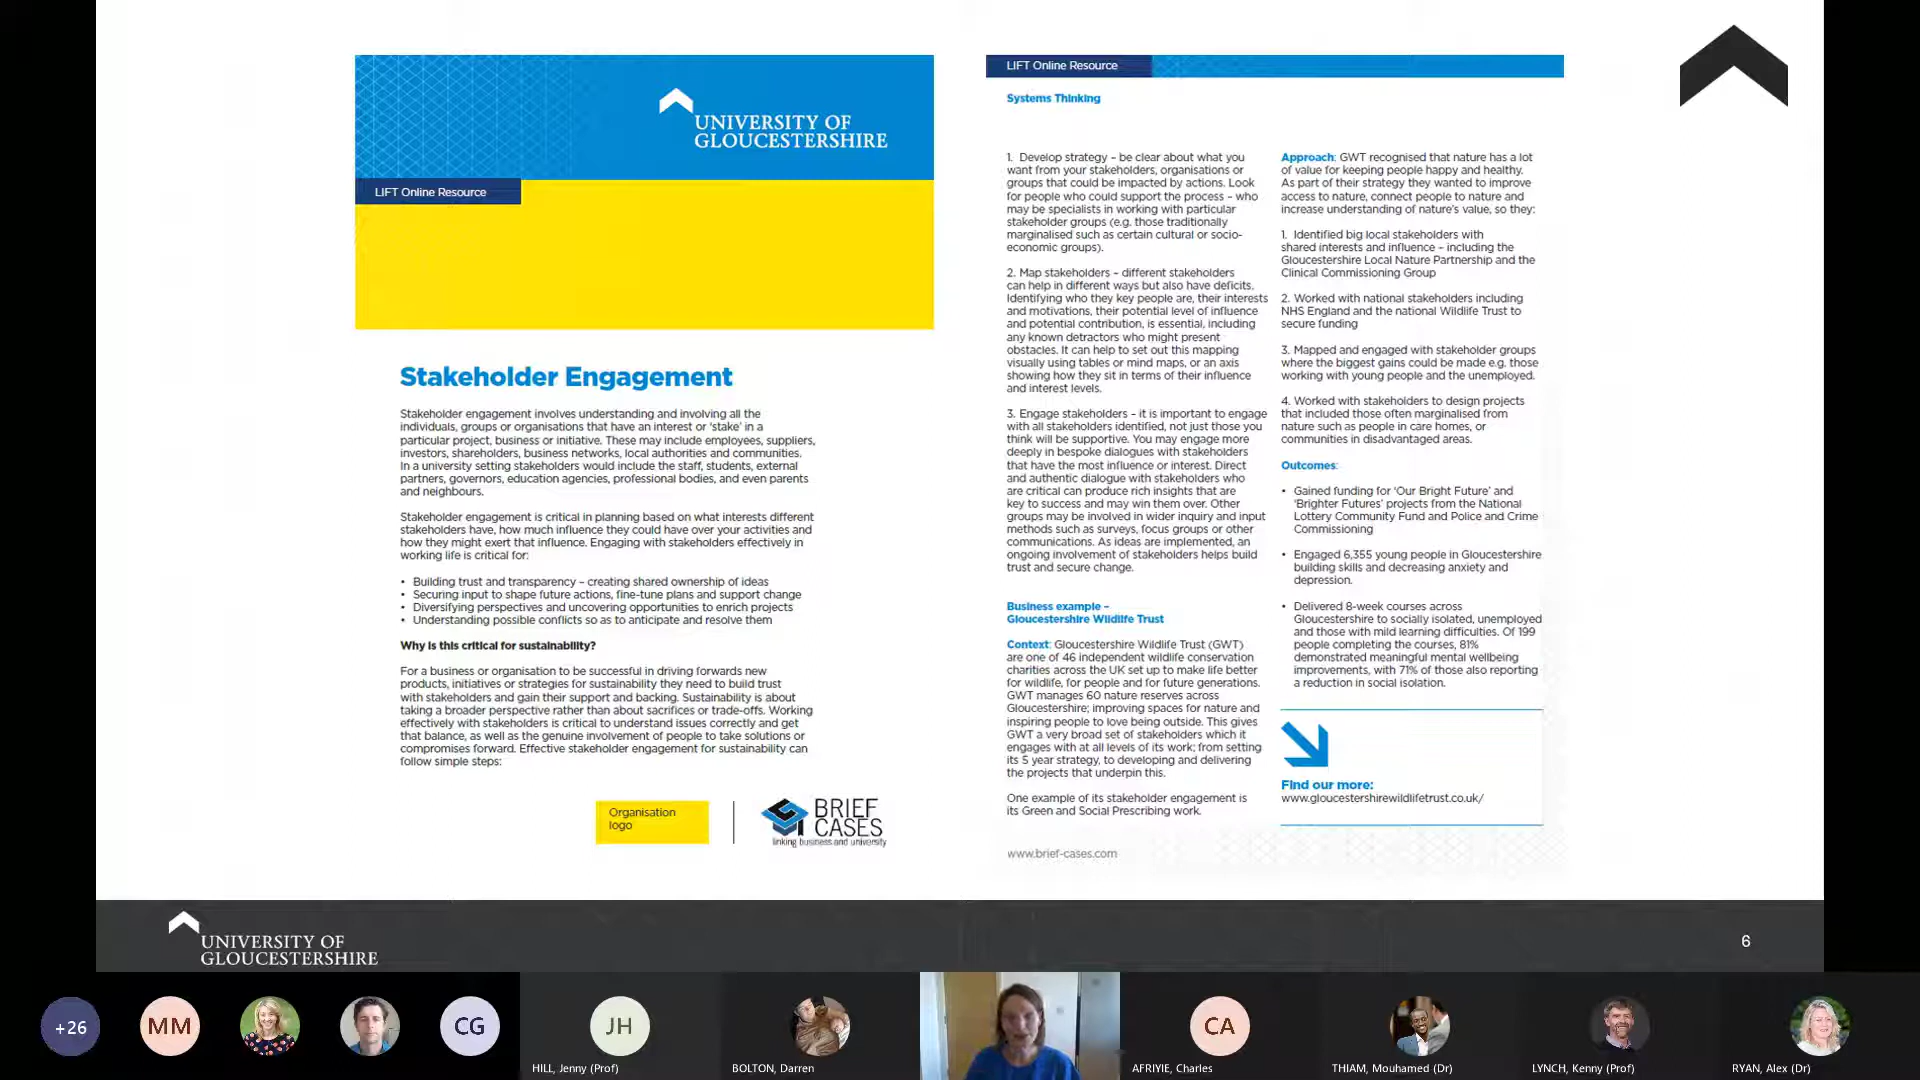 UNIVERSITY OF
GLOUCESTERSHIRE
LIFT Online Resource
Stakeholder Engagement
Stakeholder engagement involves understanding and involving all the
individuals, groups or organisations that have an interest or ‘stake’ in a
particular project, business or initiative. These may include employees, suppliers,
investors, shareholders, business networks, local authorities and communities.
In a university setting stakeholders would include the staff, students, external
partners, governors, education agencies, professional bodies, and even parents
and neighbours.
Stakeholder engagement is critical in planning based on what interests different
stakeholders have, how much influence they could have over your activities and
how they might exert that influence. Engaging with stakeholders effectively in
working life is critical for:
• Building trust and transparency – creating shared ownership of ideas
• Securing input to shape future actions, fine-tune plans and support change
• Diversifying perspectives and uncovering opportunities to enrich projects
• Understanding possible conflicts so as to anticipate and resolve them
Why is this critical for sustainability?
For a business or organisation to be successful in driving forwards new
products, initiatives or strategies for sustainability they need to build trust
with stakeholders and gain their support and backing. Sustainability is about
taking a broader perspective rather than about sacrifices or trade-offs. Working
effectively with stakeholders is critical to understand issues correctly and get
that balance, as well as the genuine involvement of people to take solutions or
compromises forward. Effective stakeholder engagement for sustainability can
follow simple steps:
Organisation
logo
BRIEF
CASES
linking business and university
LIFT Online Resource
Systems Thinking
1. Develop strategy – be clear about what you
want from your stakeholders, organisations or
groups that could be impacted by actions. Look
for people who could support the process – who
may be specialists in working with particular
stakeholder groups (e.g. those traditionally
marginalised such as certain cultural or socio-
economic groups).
2. Map stakeholders – different stakeholders
can help in different ways but also have deficits.
Identifying who they key people are, their interests
and motivations, their potential level of influence
and potential contribution, is essential, including
any known detractors who might present
obstacles. It can help to set out this mapping
visually using tables or mind maps, or an axis
showing how they sit in terms of their influence
and interest levels.
3. Engage stakeholders – it is important to engage
with all stakeholders identified, not just those you
think will be supportive. You may engage more
deeply in bespoke dialogues with stakeholders
that have the most influence or interest. Direct
and authentic dialogue with stakeholders who
are critical can produce rich insights that are
key to success and may win them over. Other
groups may be involved in wider inquiry and input
methods such as surveys, focus groups or other
communications. As ideas are implemented, an
ongoing involvement of stakeholders helps build
trust and secure change.
Business example –
Gloucestershire Wildlife Trust
Context: Gloucestershire Wildlife Trust (GWT)
are one of 46 independent wildlife conservation
charities across the UK set up to make life better
for wildlife, for people and for future generations.
GWT manages 60 nature reserves across
Gloucestershire; improving spaces for nature and
inspiring people to love being outside. This gives
GWT a very broad set of stakeholders which it
engages with at all levels of its work; from setting
its 5 year strategy, to developing and delivering
the projects that underpin this.
One example of its stakeholder engagement is
its Green and Social Prescribing work.
www.brief-cases.com
Approach: GWT recognised that nature has a lot
of value for keeping people happy and healthy.
As part of their strategy they wanted to improve
access to nature, connect people to nature and
increase understanding of nature’s value, so they:
1. Identified big local stakeholders with
shared interests and influence – including the
Gloucestershire Local Nature Partnership and the
Clinical Commissioning Group
2. Worked with national stakeholders including
NHS England and the national Wildlife Trust to
secure funding
3. Mapped and engaged with stakeholder groups
where the biggest gains could be made e.g. those
working with young people and the unemployed.
4. Worked with stakeholders to design projects
that included those often marginalised from
nature such as people in care homes, or
communities in disadvantaged areas.
Outcomes:
• Gained funding for ‘Our Bright Future’ and
‘Brighter Futures’ projects from the National
Lottery Community Fund and Police and Crime
Commissioning
• Engaged 6,355 young people in Gloucestershire
building skills and decreasing anxiety and
depression.
• Delivered 8-week courses across
Gloucestershire to socially isolated, unemployed
and those with mild learning difficulties. Of 199
people completing the courses, 81%
demonstrated meaningful mental wellbeing
improvements, with 71% of those also reporting
a reduction in social isolation.
Find our more:
www.gloucestershirewildlifetrust.co.uk/
UNIVERSITY OF
GLOUCESTERSHIRE
6
+26
MM
CG
JH
CA
HILL, Jenny (Prof)
BOLTON, Darren
AFRIYIE, Charles
THIAM, Mouhamed (Dr)
LYNCH, Kenny (Prof)
RYAN, Alex (Dr)